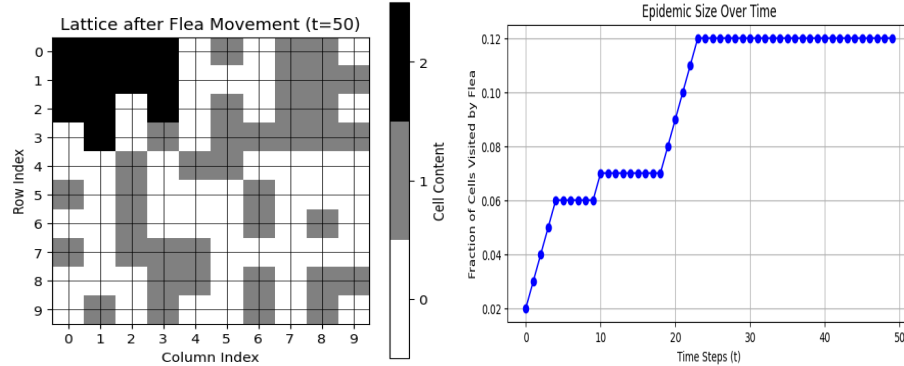 Lattice after Flea Movement (t=50)
0
1
2
3
4
5
6
7
8
9
Row Index
0 1 2 3 4 5 6 7 8 9
Column Index
2
1
0
Cell Content
Epidemic Size Over Time
0.12
0.10
0.08
0.06
0.04
0.02
Fraction of Cells Visited by Flea
0 10 20 30 40 50
Time Steps (t)